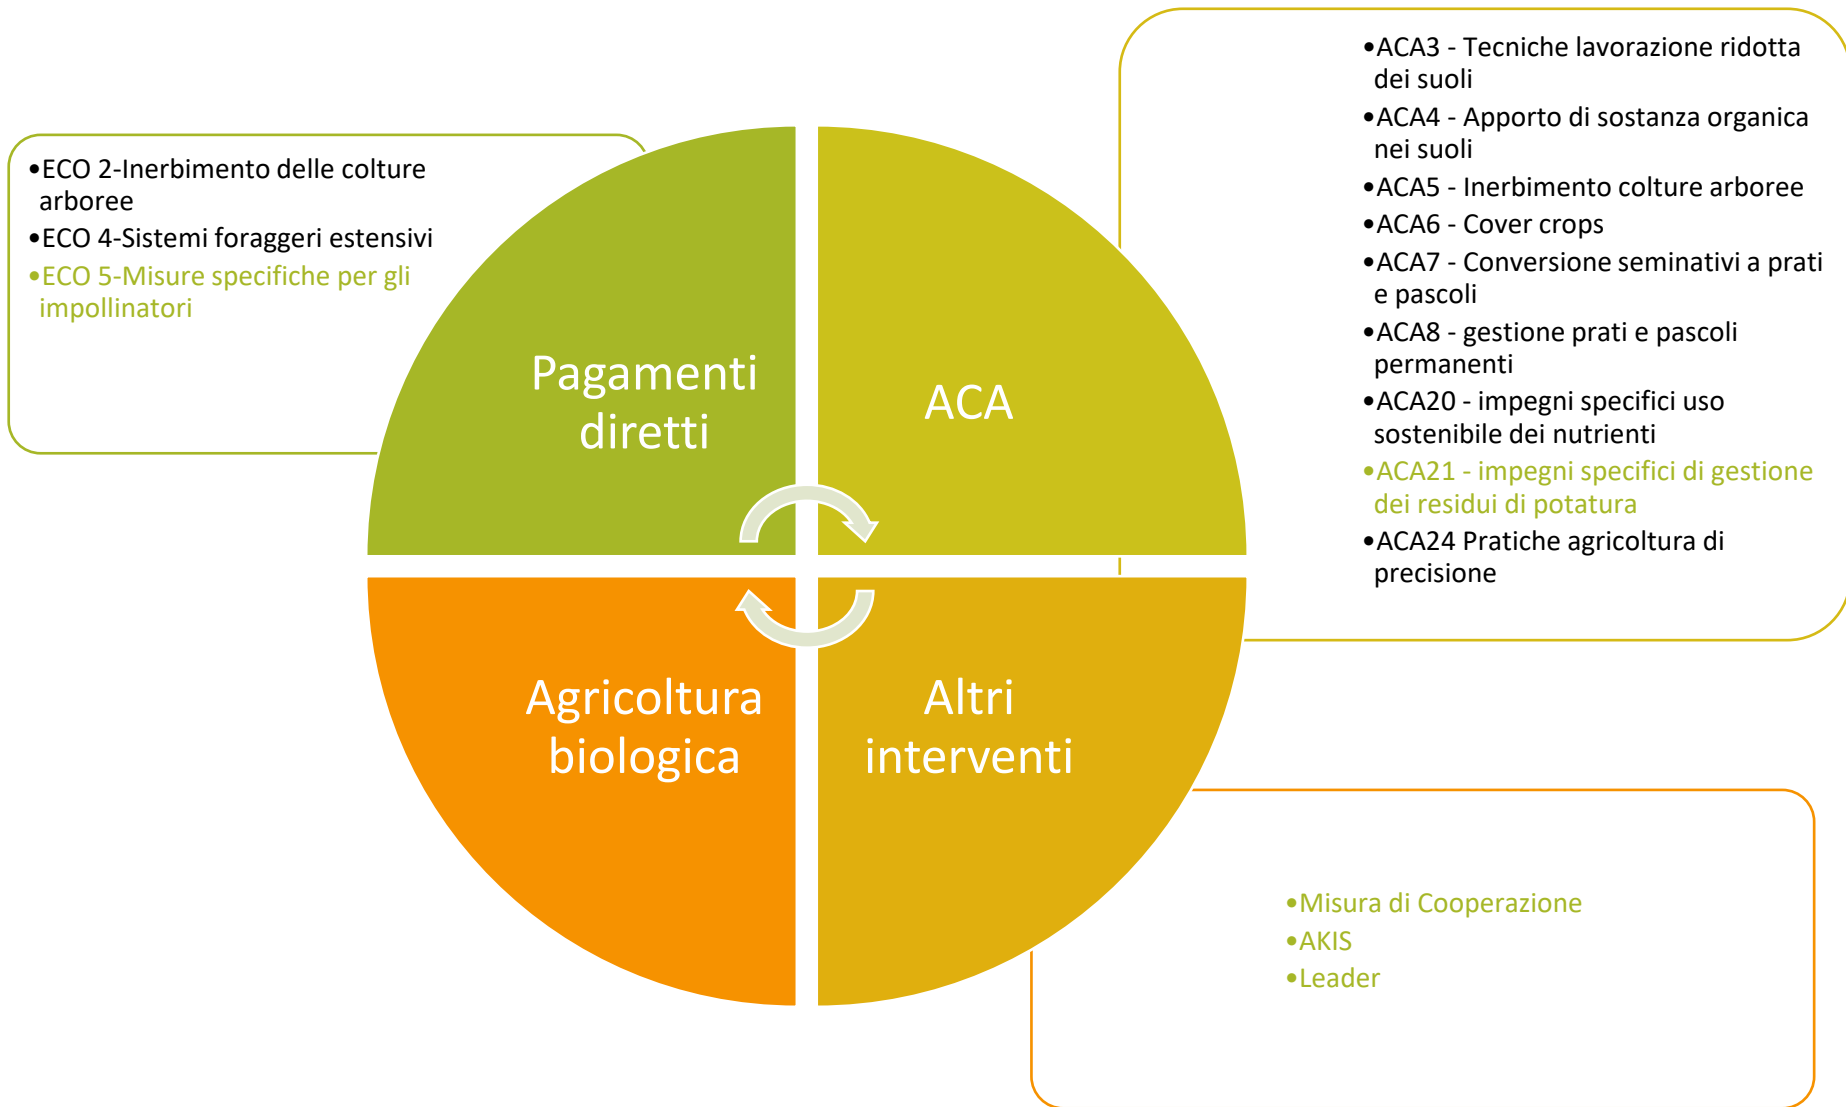 •ECO 2-Inerbimento delle colture
arboree
•ECO 4-Sistemi foraggeri estensivi
•ECO 5-Misure specifiche per gli
impollinatori
Pagamenti
diretti
ACA
•ACA3 - Tecniche lavorazione ridotta
dei suoli
•ACA4 - Apporto di sostanza organica
nei suoli
•ACA5 - Inerbimento colture arboree
•ACA6 - Cover crops
•ACA7 - Conversione seminativi a prati
e pascoli
•ACA8 - gestione prati e pascoli
permanenti
•ACA20 - impegni specifici uso
sostenibile dei nutrienti
•ACA21 - impegni specifici di gestione
dei residui di potatura
•ACA24 Pratiche agricoltura di
precisione
Agricoltura
biologica
Altri
interventi
•Misura di Cooperazione
•AKIS
•Leader